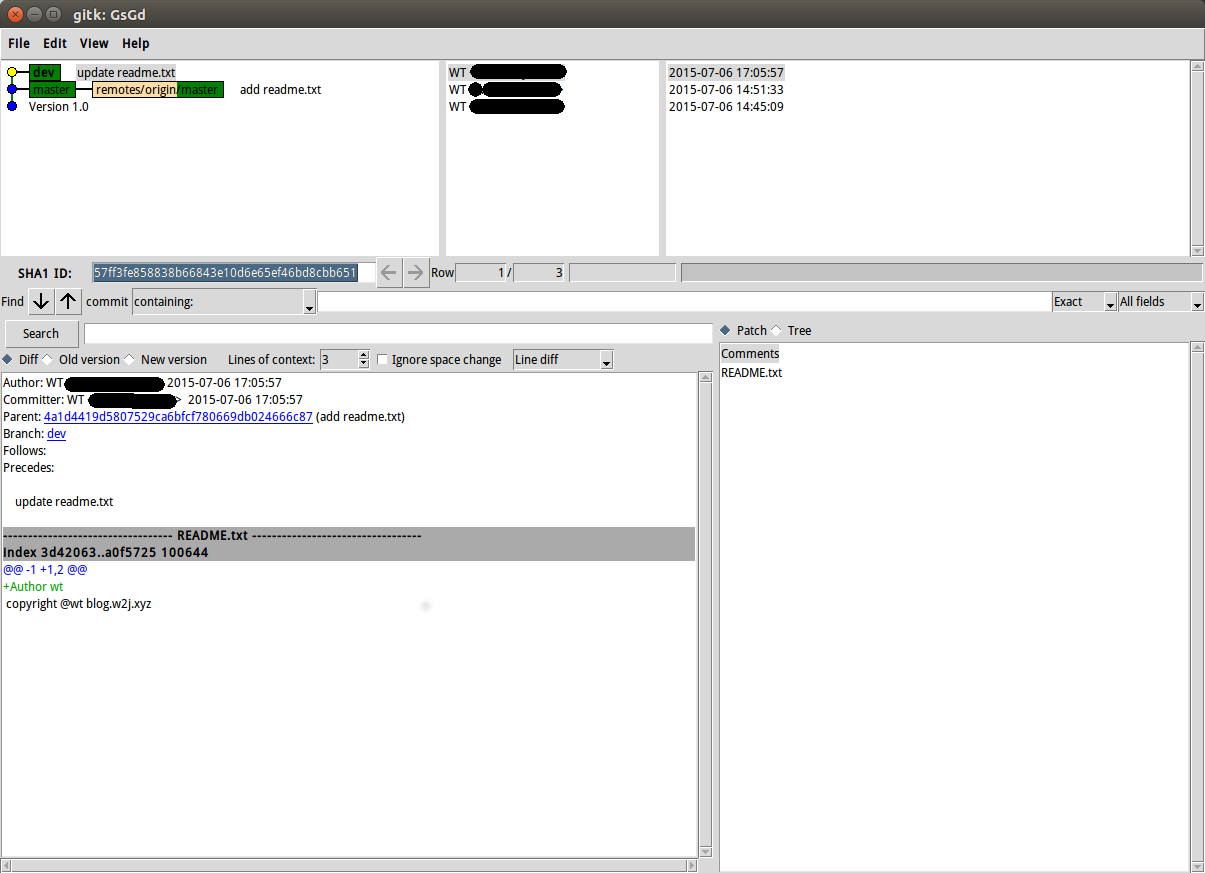 gitk: GsGd
File Edit View Help
dev update readme.txt WT 2015-07-06 17:05:57
master remotes/origin/master add readme.txt WT 2015-07-06 14:51:33
Version 1.0 WT 2015-07-06 14:45:09
SHA1 ID: 57ff3fe858838b66843e10d6e65ef46bd8cbb651 Row 1 / 3
Find commit containing: Exact All fields
Search
Patch Tree
Diff Old version New version Lines of context: 3 Ignore space change Line diff
Comments
README.txt
Author: WT 2015-07-06 17:05:57
Committer: WT > 2015-07-06 17:05:57
Parent: 4a1d4419d5807529ca6bfcf780669db024666c87 (add readme.txt)
Branch: dev
Follows:
Precedes:
update readme.txt
---------------------------------- README.txt ----------------------------------
index 3d42063..a0f5725 100644
@@ -1 +1,2 @@
+Author wt
copyright @wt blog.w2j.xyz